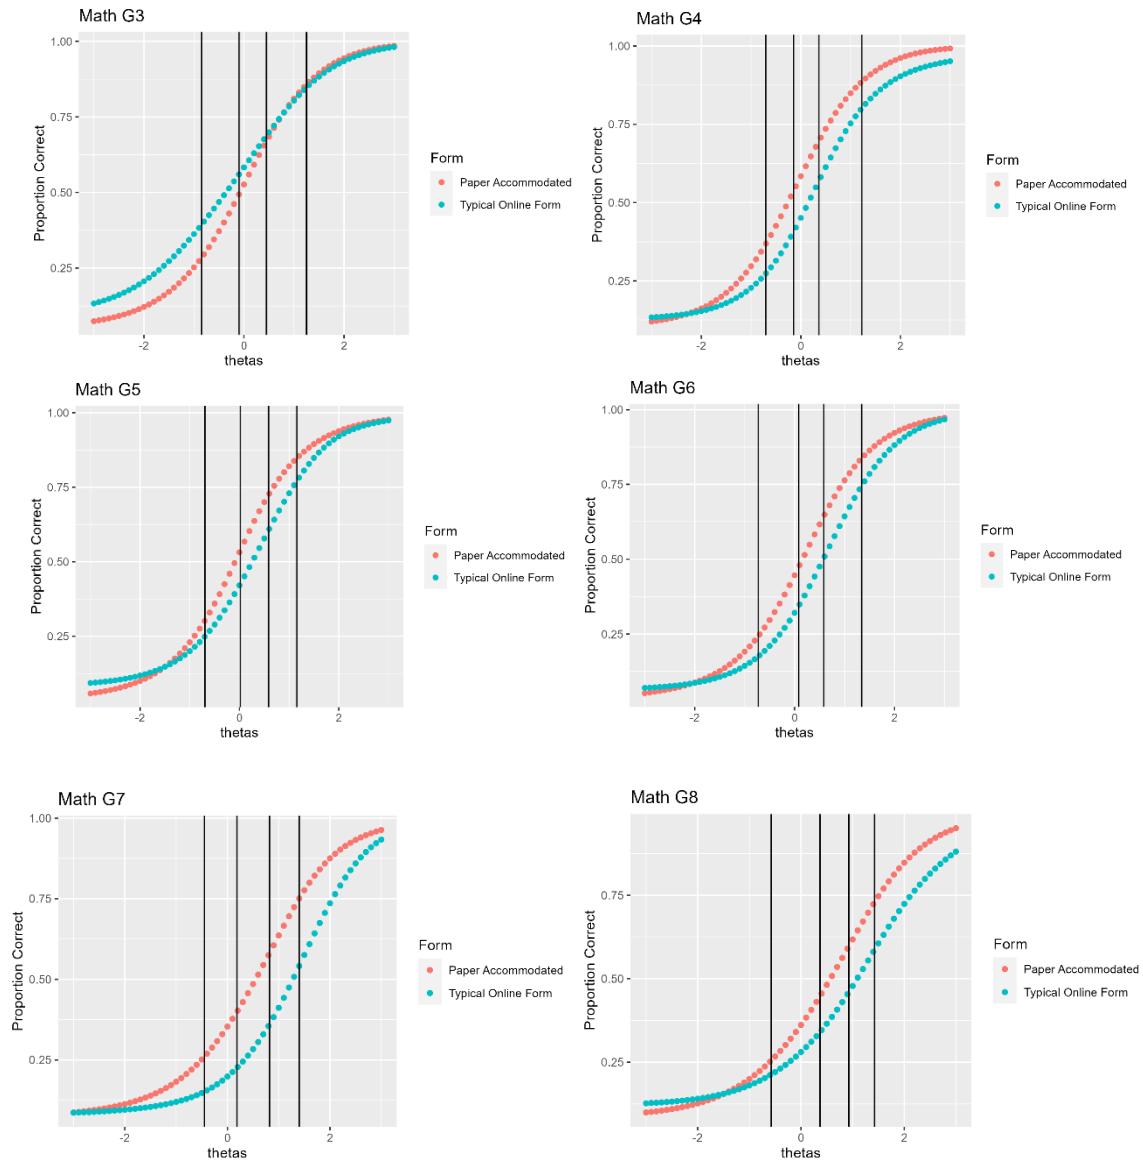 Math G3
1.00
0.75
0.50
0.25
Proportion Correct
-2
0
2
thetas
Form
Paper Accommodated
Typical Online Form
Math G4
1.00
0.75
0.50
0.25
Proportion Correct
-2
0
2
thetas
Form
Paper Accommodated
Typical Online Form
Math G5
1.00
0.75
0.50
0.25
Proportion Correct
-2
0
2
thetas
Form
Paper Accommodated
Typical Online Form
Math G6
1.00
0.75
0.50
0.25
Proportion Correct
-2
0
2
thetas
Form
Paper Accommodated
Typical Online Form
Math G7
1.00
0.75
0.50
0.25
Proportion Correct
-2
0
2
thetas
Form
Paper Accommodated
Typical Online Form
Math G8
0.75
0.50
0.25
Proportion Correct
-2
0
2
thetas
Form
Paper Accommodated
Typical Online Form